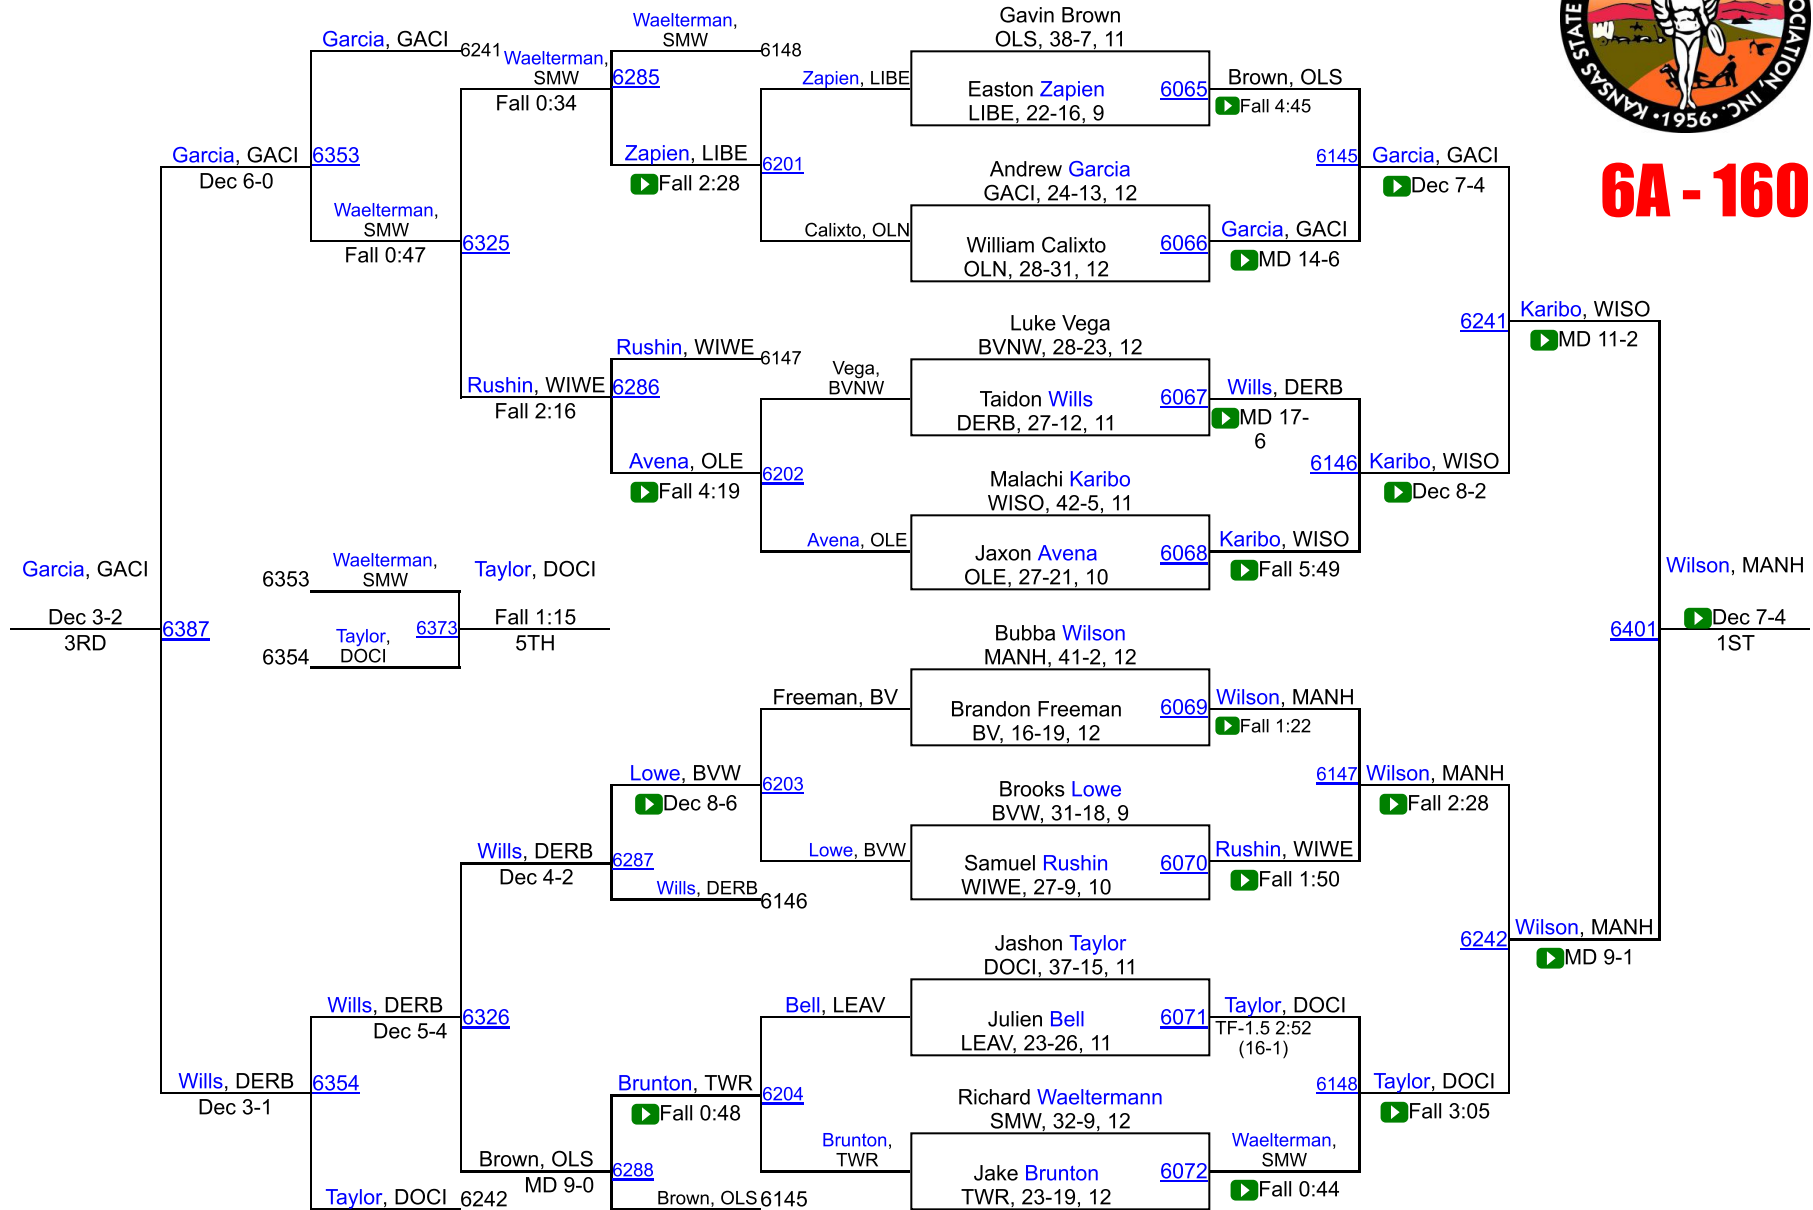 KANSAS STATE
OCIATION, INC.
•1956•
6A - 160
Garcia, GACI
6241
Waelterman,
SMW
Fall 0:34
6285
Waelterman,
SMW
6148
Zapien, LIBE
Fall 2:28
6201
Zapien, LIBE
Calixto, OLN
Gavin Brown
OLS, 38-7, 11
Easton Zapien
LIBE, 22-16, 9
6065
Brown, OLS
Fall 4:45
Andrew Garcia
GACI, 24-13, 12
William Calixto
OLN, 28-31, 12
6066
Garcia, GACI
MD 14-6
6145
Garcia, GACI
Dec 7-4
Garcia, GACI
Dec 6-0
6353
Waelterman,
SMW
Fall 0:47
6325
Rushin, WIWE
6147
Rushin, WIWE
Fall 2:16
6286
Avena, OLE
Fall 4:19
6202
Vega,
BVNW
Avena, OLE
Luke Vega
BVNW, 28-23, 12
Taidon Wills
DERB, 27-12, 11
6067
Wills, DERB
MD 17-
6
Malachi Karibo
WISO, 42-5, 11
Jaxon Avena
OLE, 27-21, 10
6068
Karibo, WISO
Fall 5:49
6146
Karibo, WISO
Dec 8-2
6241
Karibo, WISO
MD 11-2
Garcia, GACI
Dec 3-2
3RD
6387
6353
Waelterman,
SMW
6354
Taylor,
DOCI
6373
Taylor, DOCI
Fall 1:15
5TH
6401
Wilson, MANH
Dec 7-4
1ST
Bubba Wilson
MANH, 41-2, 12
Brandon Freeman
BV, 16-19, 12
6069
Wilson, MANH
Fall 1:22
Freeman, BV
Lowe, BVW
Dec 8-6
6203
Lowe, BVW
Brooks Lowe
BVW, 31-18, 9
Samuel Rushin
WIWE, 27-9, 10
6070
Rushin, WIWE
Fall 1:50
6147
Wilson, MANH
Fall 2:28
Wills, DERB
Dec 4-2
6287
Wills, DERB
6146
6242
Wilson, MANH
MD 9-1
Wills, DERB
Dec 5-4
6326
Bell, LEAV
Jashon Taylor
DOCI, 37-15, 11
Julien Bell
LEAV, 23-26, 11
6071
Taylor, DOCI
TF-1.5 2:52
(16-1)
Wills, DERB
Dec 3-1
6354
Brunton, TWR
Fall 0:48
6204
Brunton,
TWR
Richard Waeltermann
SMW, 32-9, 12
Jake Brunton
TWR, 23-19, 12
6072
Waelterman,
SMW
Fall 0:44
6148
Taylor, DOCI
Fall 3:05
Brown, OLS
MD 9-0
6288
Brown, OLS
6145
Taylor, DOCI
6242